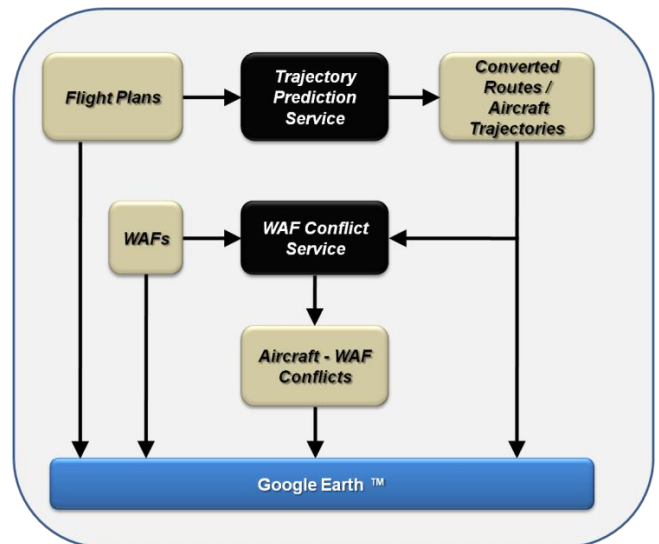 Flight Plans
Trajectory
Prediction
Service
Converted
Routes /
Aircraft
Trajectories
WAFs
WAF Conflict
Service
Aircraft - WAF
Conflicts
Google Earth ™